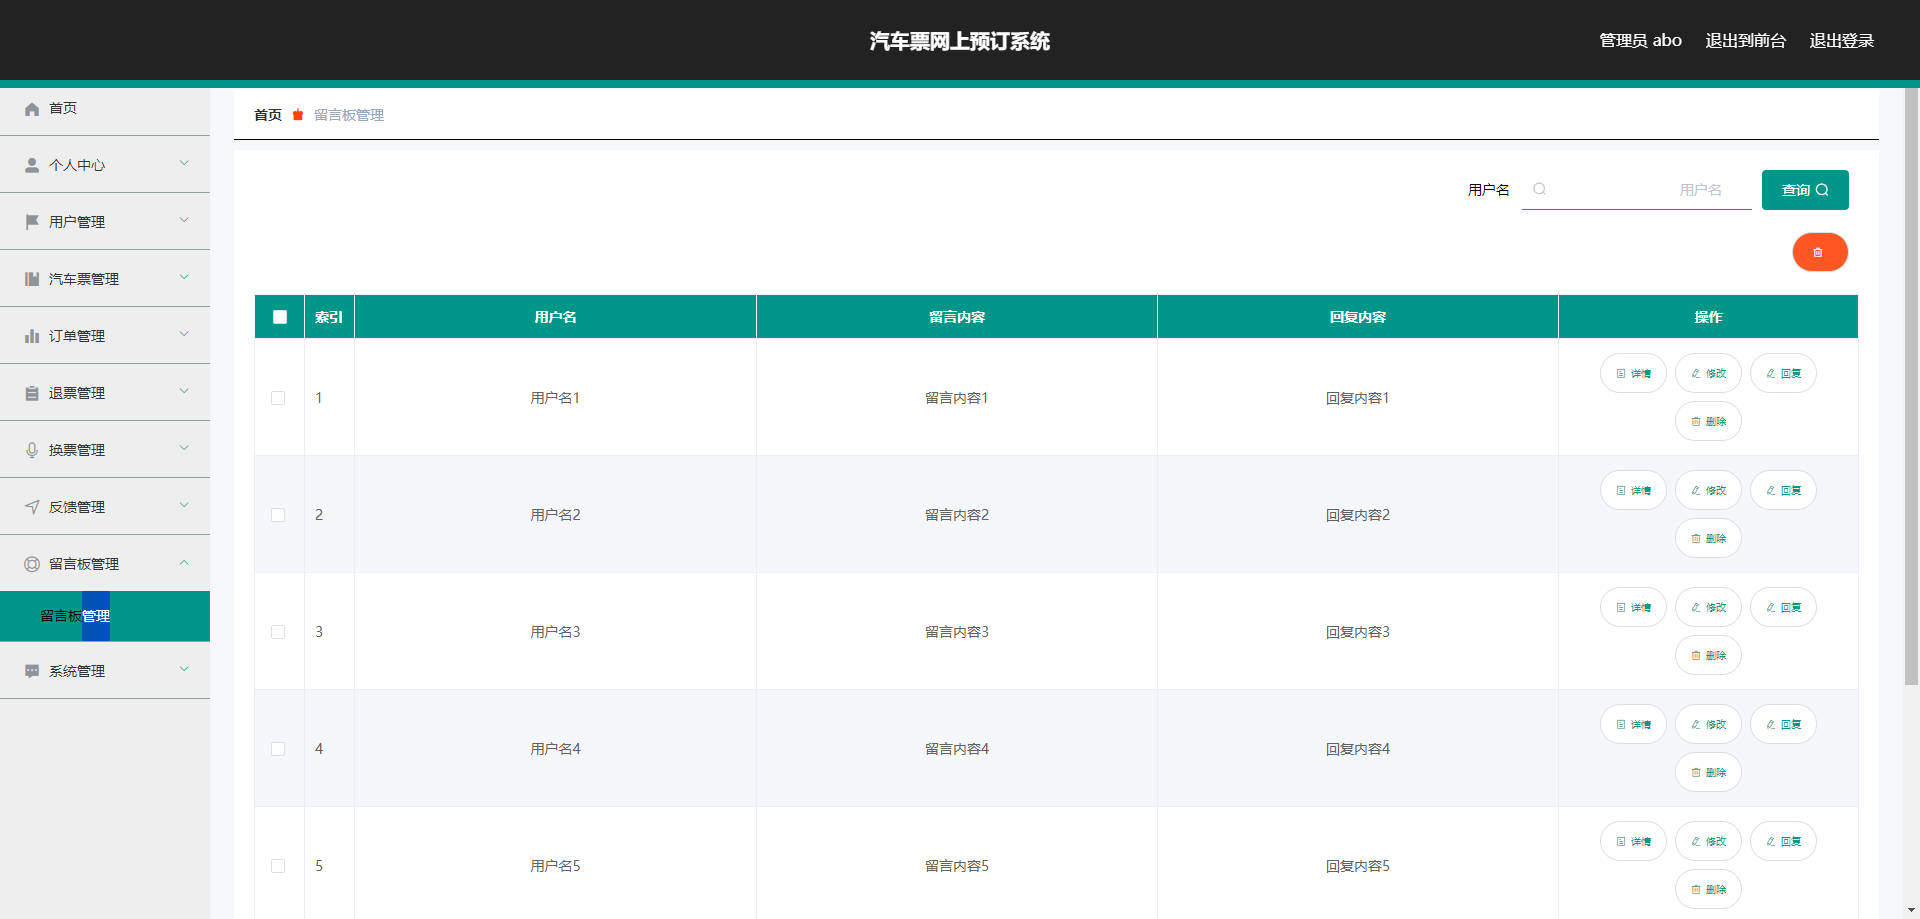 汽车票网上预订系统
管理员 abo 退出到前台 退出登录
首页
个人中心
用户管理
汽车票管理
订单管理
退票管理
换票管理
反馈管理
留言板管理
留言板管理
系统管理
首页 留言板管理
用户名 用户名 查询
索引 用户名 留言内容 回复内容 操作
1 用户名1 留言内容1 回复内容1 详情 修改 回复
删除
2 用户名2 留言内容2 回复内容2 详情 修改 回复
删除
3 用户名3 留言内容3 回复内容3 详情 修改 回复
删除
4 用户名4 留言内容4 回复内容4 详情 修改 回复
删除
5 用户名5 留言内容5 回复内容5 详情 修改 回复
删除